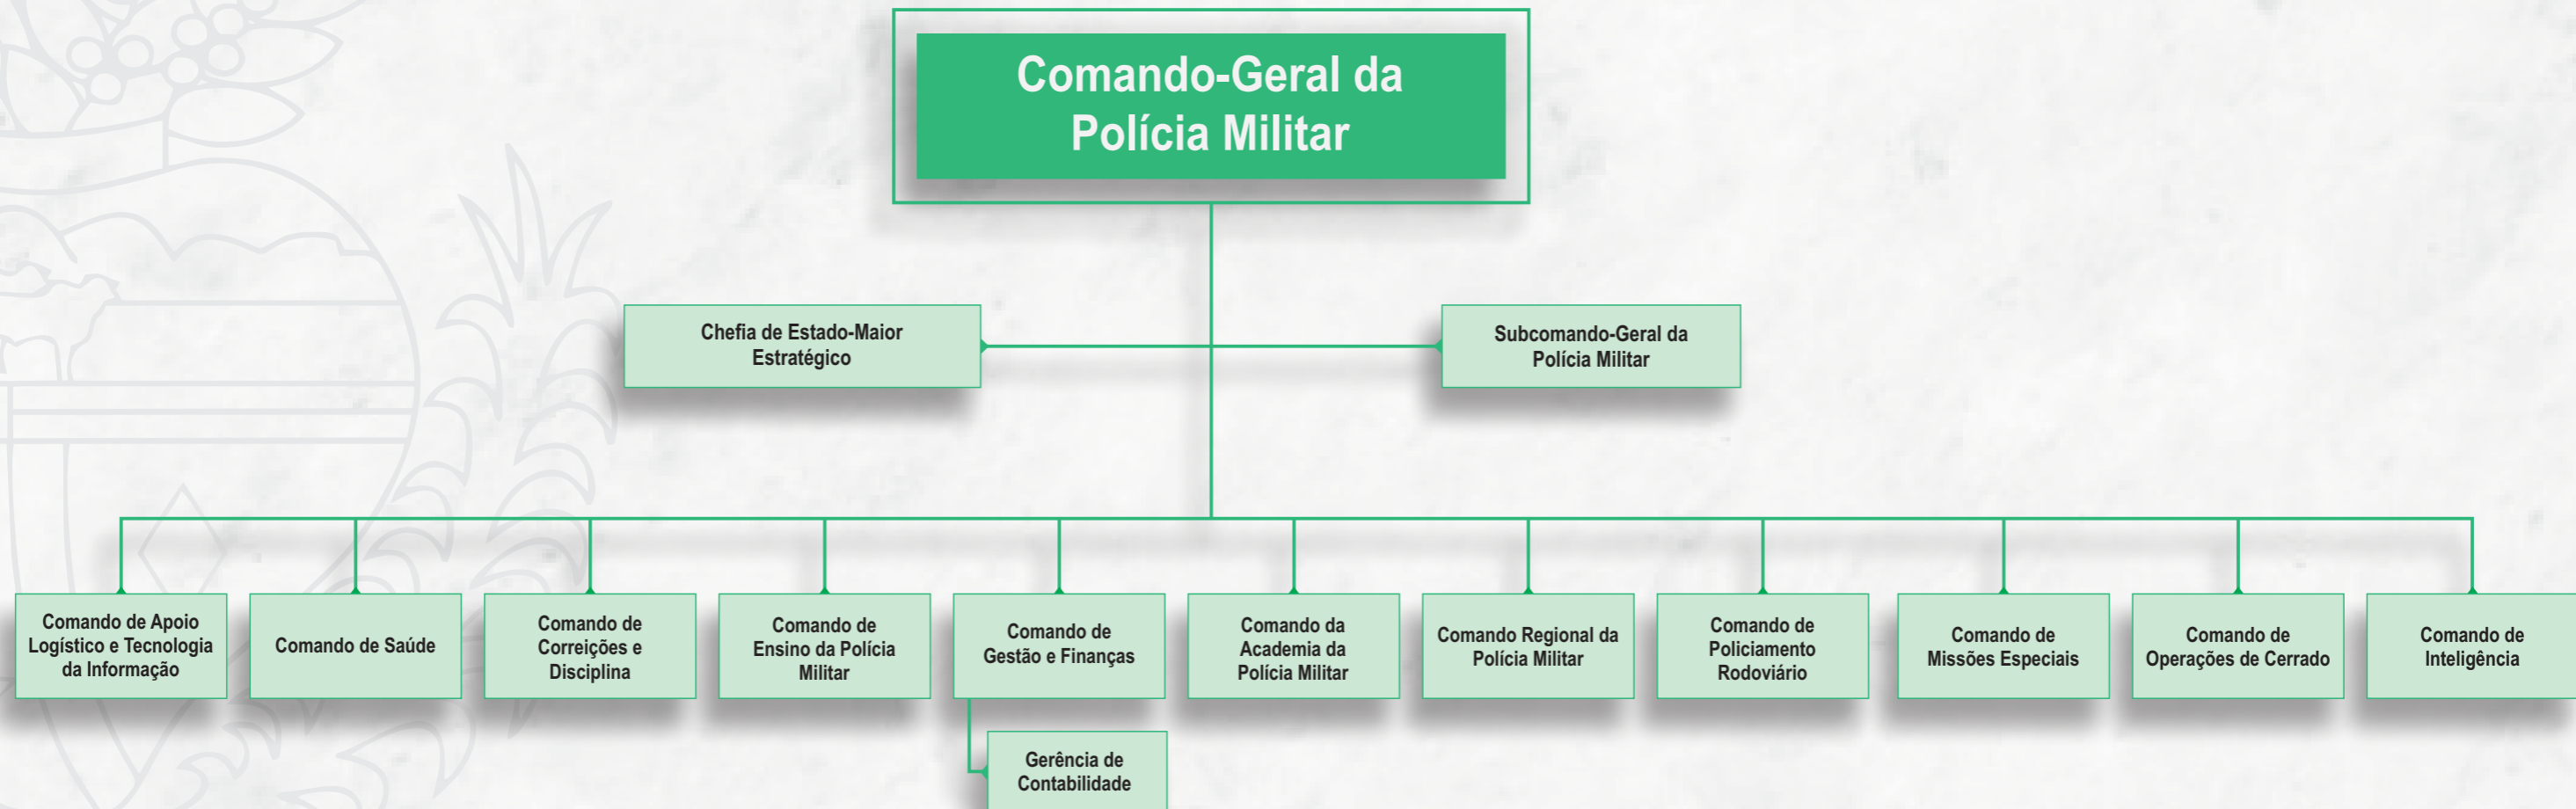 Comando-Geral da
Polícia Militar
Chefia de Estado-Maior
Estratégico
Subcomando-Geral da
Polícia Militar
Comando de Apoio
Logístico e Tecnologia
da Informação
Comando de Saúde
Comando de
Correições e
Disciplina
Comando de
Ensino da Polícia
Militar
Comando de
Gestão e Finanças
Comando da
Academia da
Polícia Militar
Comando Regional da
Polícia Militar
Comando de
Policiamento
Rodoviário
Comando de
Missões Especiais
Comando de
Operações de Cerrado
Comando de
Inteligência
Gerência de
Contabilidade